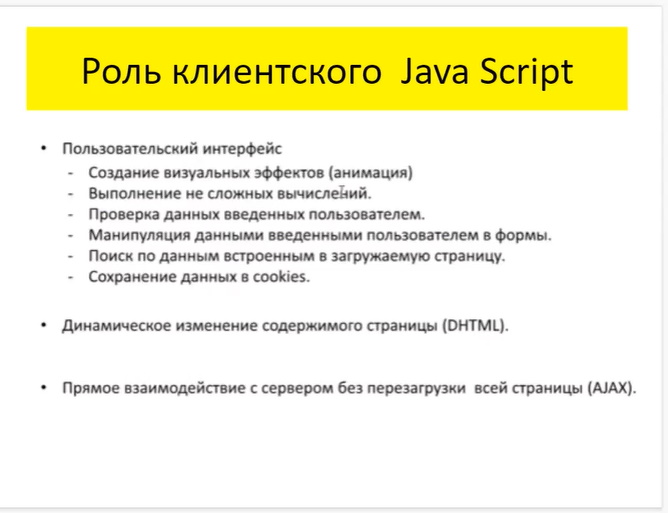 Роль клиентского Java Script
• Пользовательский интерфейс
- Создание визуальных эффектов (анимация)
- Выполнение не сложных вычислений.
- Проверка данных введенных пользователем.
- Манипуляция данными введенными пользователем в формы.
- Поиск по данным встроенным в загружаемую страницу.
- Сохранение данных в cookies.
• Динамическое изменение содержимого страницы (DHTML).
• Прямое взаимодействие с сервером без перезагрузки всей страницы (AJAX).